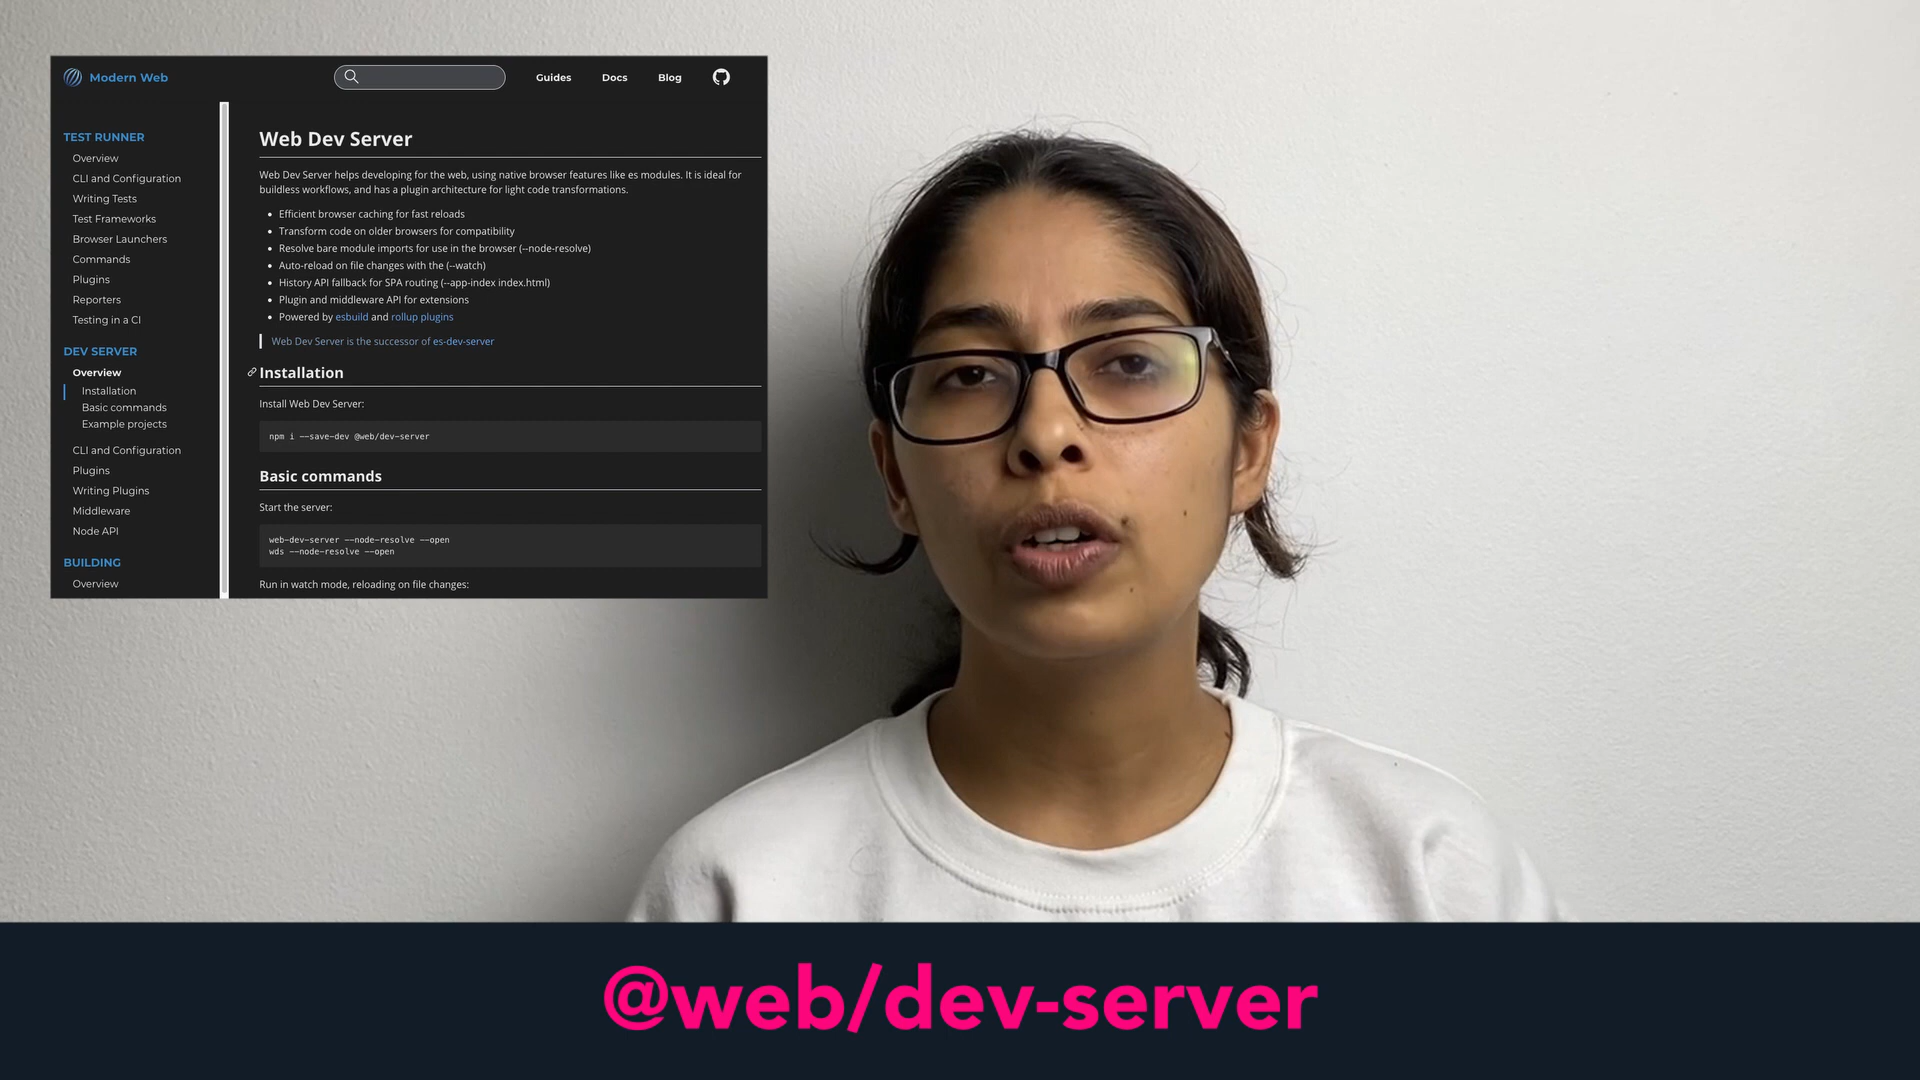 Modern Web
Guides
Docs
Blog
TEST RUNNER
Overview
CLI and Configuration
Writing Tests
Test Frameworks
Browser Launchers
Commands
Plugins
Reporters
Testing in a CI
DEV SERVER
Overview
Installation
Basic commands
Example projects
CLI and Configuration
Plugins
Writing Plugins
Middleware
Node API
BUILDING
Overview
Web Dev Server
Web Dev Server helps developing for the web, using native browser features like es modules. It is ideal for
buildless workflows, and has a plugin architecture for light code transformations.
Efficient browser caching for fast reloads
Transform code on older browsers for compatibility
Resolve bare module imports for use in the browser (--node-resolve)
Auto-reload on file changes with the (--watch)
History API fallback for SPA routing (--app-index index.html)
Plugin and middleware API for extensions
Powered by esbuild and rollup plugins
Web Dev Server is the successor of es-dev-server
Installation
Install Web Dev Server:
npm i --save-dev @web/dev-server
Basic commands
Start the server:
web-dev-server --node-resolve --open
wds --node-resolve --open
Run in watch mode, reloading on file changes:
@web/dev-server